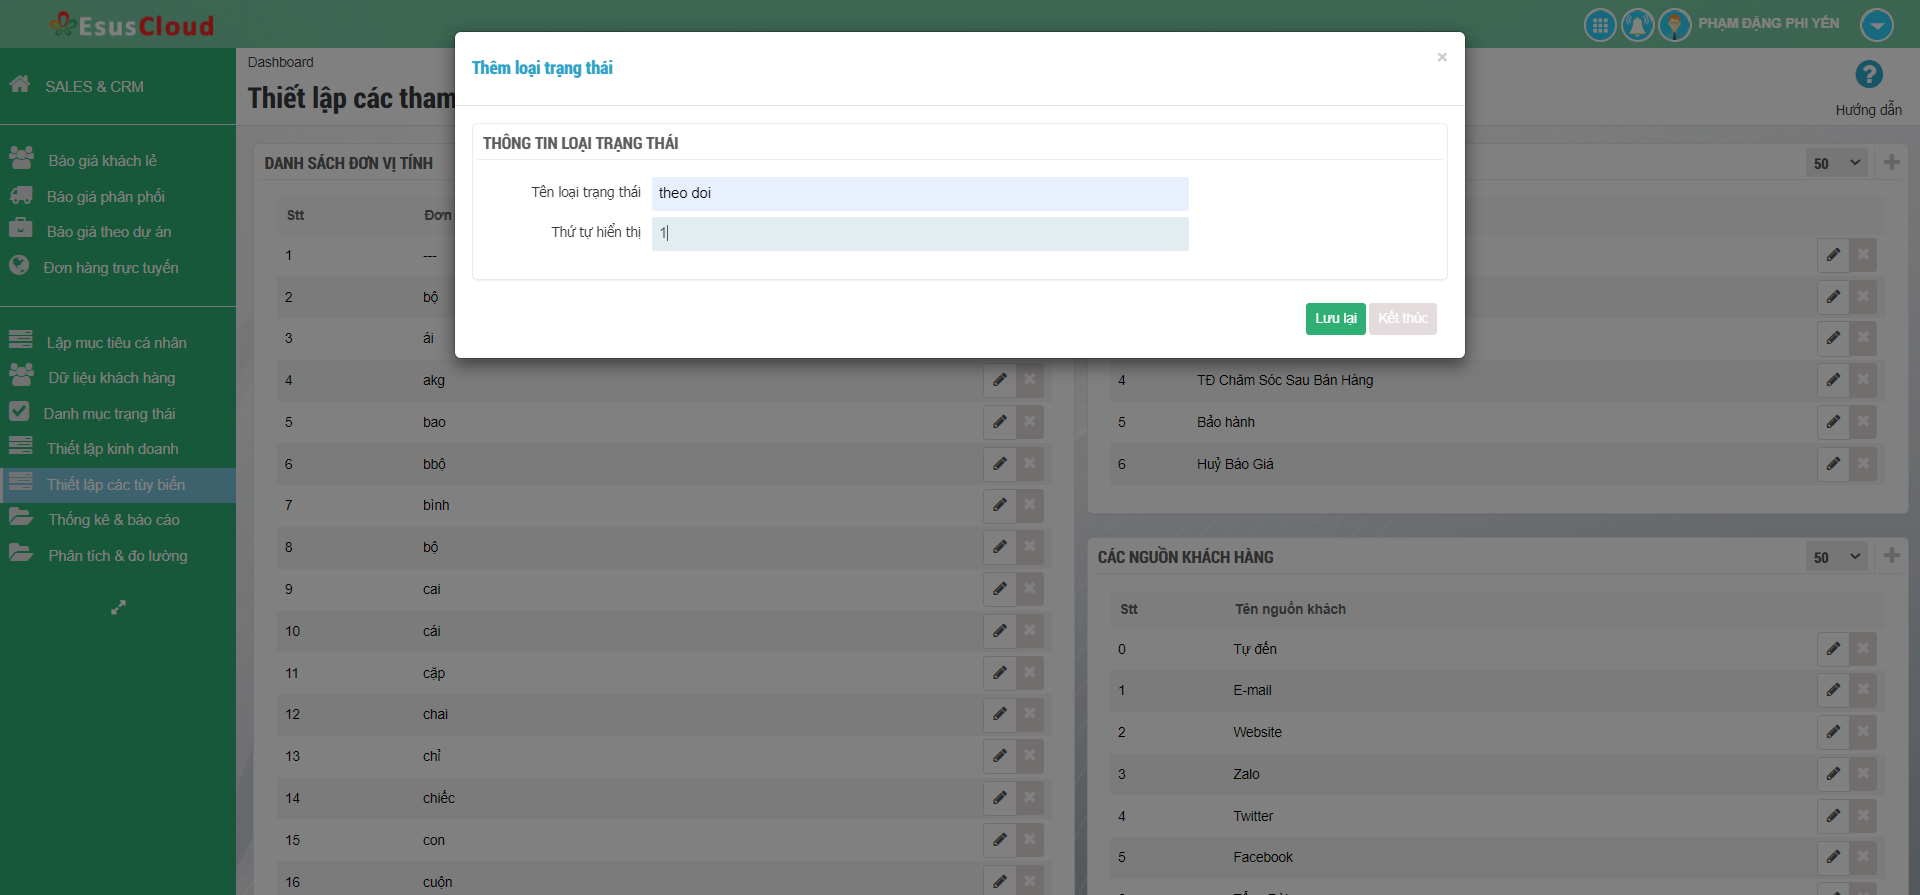 EsusCloud
PHẠM ĐẶNG PHI YẾN
SALES & CRM
Báo giá khách lẻ
Báo giá phân phối
Báo giá theo dự án
Đơn hàng trực tuyến
Lập mục tiêu cá nhân
Dữ liệu khách hàng
Danh mục trạng thái
Thiết lập kinh doanh
Thiết lập các tùy biến
Thống kê & báo cáo
Phân tích & đo lường
Dashboard
Thiết lập các tham
Hướng dẫn
Thêm loại trạng thái
×
THÔNG TIN LOẠI TRẠNG THÁI
Tên loại trạng thái theo doi
Thứ tự hiển thị 1
Lưu lại Kết thúc
DANH SÁCH ĐƠN VỊ TÍNH
Stt Đơn
1 ---
2 bộ
3 ái
4 akg
5 bao
6 bbộ
7 bình
8 bộ
9 cai
10 cái
11 cặp
12 chai
13 chỉ
14 chiếc
15 con
16 cuộn
50
4 TĐ Chăm Sóc Sau Bán Hàng
5 Bảo hành
6 Huỷ Báo Giá
CÁC NGUỒN KHÁCH HÀNG 50
Stt Tên nguồn khách
0 Tự đến
1 E-mail
2 Website
3 Zalo
4 Twitter
5 Facebook